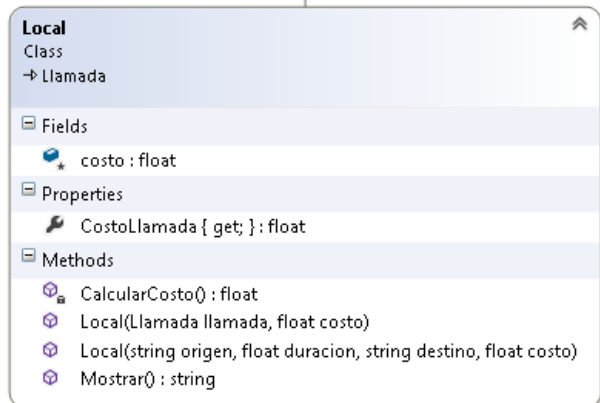 Local
Class
Llamada
Fields
costo : float
Properties
CostoLlamada { get; } : float
Methods
CalcularCosto() : float
Local(Llamada llamada, float costo)
Local(string origen, float duracion, string destino, float costo)
Mostrar() : string